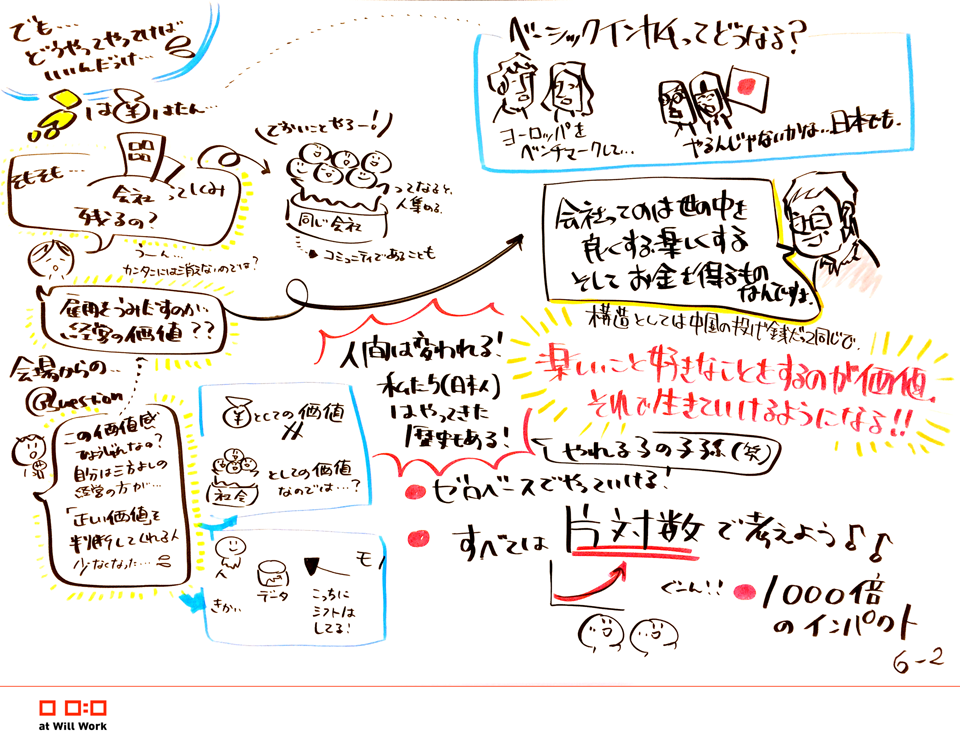 でも…
どうやってやってけば
いいんだっけ…
は¥はたん…
そもそも…
会社ってしくみ
残るの?
うーん…
カンタンには消えないのでは?
雇用をうみだすのが
経営の価値??
会場からの…
@uestion
この価値感
自分は三方よしの
経営の方が…
「正しい価値」を
判断してくれる人
少なくなった…
でかいことやろー!
ってなると、
人集める
同じ会社
コミュニティであることも
¥としての価値
社会
としての価値
なのでは…?
人
きかい
データ
モノ
こっちに
シフトは
してる!
ベーシックインカムってどうなる?
ヨーロッパを
ベンチマークして…
やるんじゃないかは…日本でも。
会社ってのは世の中を
良くする・楽しくする
そしてお金を得るもの
なんですよ。
構造としては中国の投げ銭だって同じで。
人間は変われる!
私たち(日本人)
はやってきた
歴史もある!
楽しいこと好きなことをするのが価値。
それで生きていけるようになる!!
やれる子の子孫(笑)
ゼロベースでやっていける!
すべては片対数で考えよう♪♪
ぐーん!!
1000倍
のインパクト
6-2
at Will Work